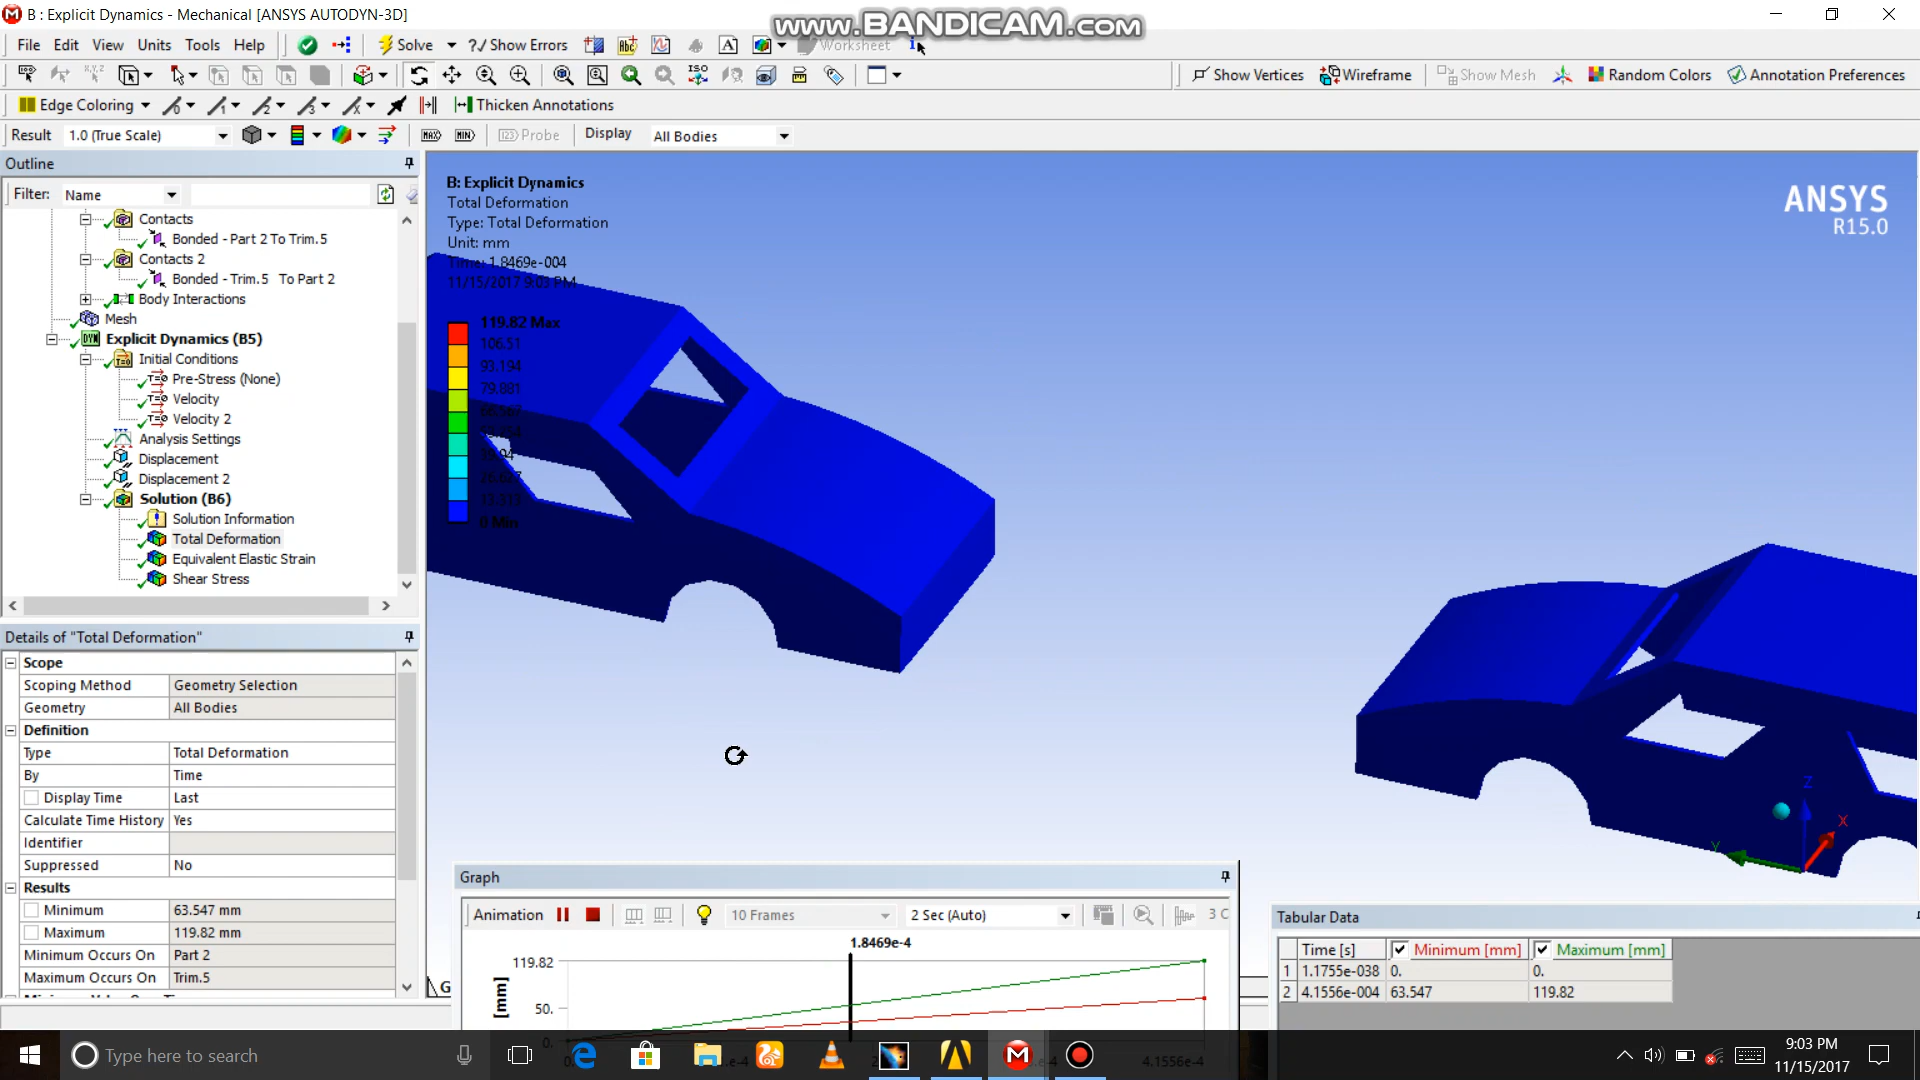 B : Explicit Dynamics - Mechanical [ANSYS AUTODYN-3D]
www.BANDICAM.com
File Edit View Units Tools Help Solve ?/ Show Errors Worksheet
Show Vertices Wireframe Show Mesh Random Colors Annotation Preferences
Edge Coloring Thicken Annotations
Result 1.0 (True Scale) MAX MIN Probe Display All Bodies
Outline
Filter: Name
Contacts
Bonded - Part 2 To Trim.5
Contacts 2
Bonded - Trim.5 To Part 2
Body Interactions
Mesh
Explicit Dynamics (B5)
Initial Conditions
Pre-Stress (None)
Velocity
Velocity 2
Analysis Settings
Displacement
Displacement 2
Solution (B6)
Solution Information
Total Deformation
Equivalent Elastic Strain
Shear Stress
Details of "Total Deformation"
Scope
Scoping Method Geometry Selection
Geometry All Bodies
Definition
Type Total Deformation
By Time
Display Time Last
Calculate Time History Yes
Identifier
Suppressed No
Results
Minimum 63.547 mm
Maximum 119.82 mm
Minimum Occurs On Part 2
Maximum Occurs On Trim.5
B: Explicit Dynamics
Total Deformation
Type: Total Deformation
Unit: mm
Time: 1.8469e-004
11/15/2017 9:03 PM
119.82 Max
106.51
93.194
79.881
0 Min
ANSYS
R15.0
Z
X
Y
Graph
Animation 10 Frames 2 Sec (Auto) 3 C
1.8469e-4
119.82
[mm]
50.
0.
4.1556e-4
Tabular Data
Time [s] Minimum [mm] Maximum [mm]
1 1.1755e-038 0. 0.
2 4.1556e-004 63.547 119.82
Type here to search
9:03 PM
11/15/2017